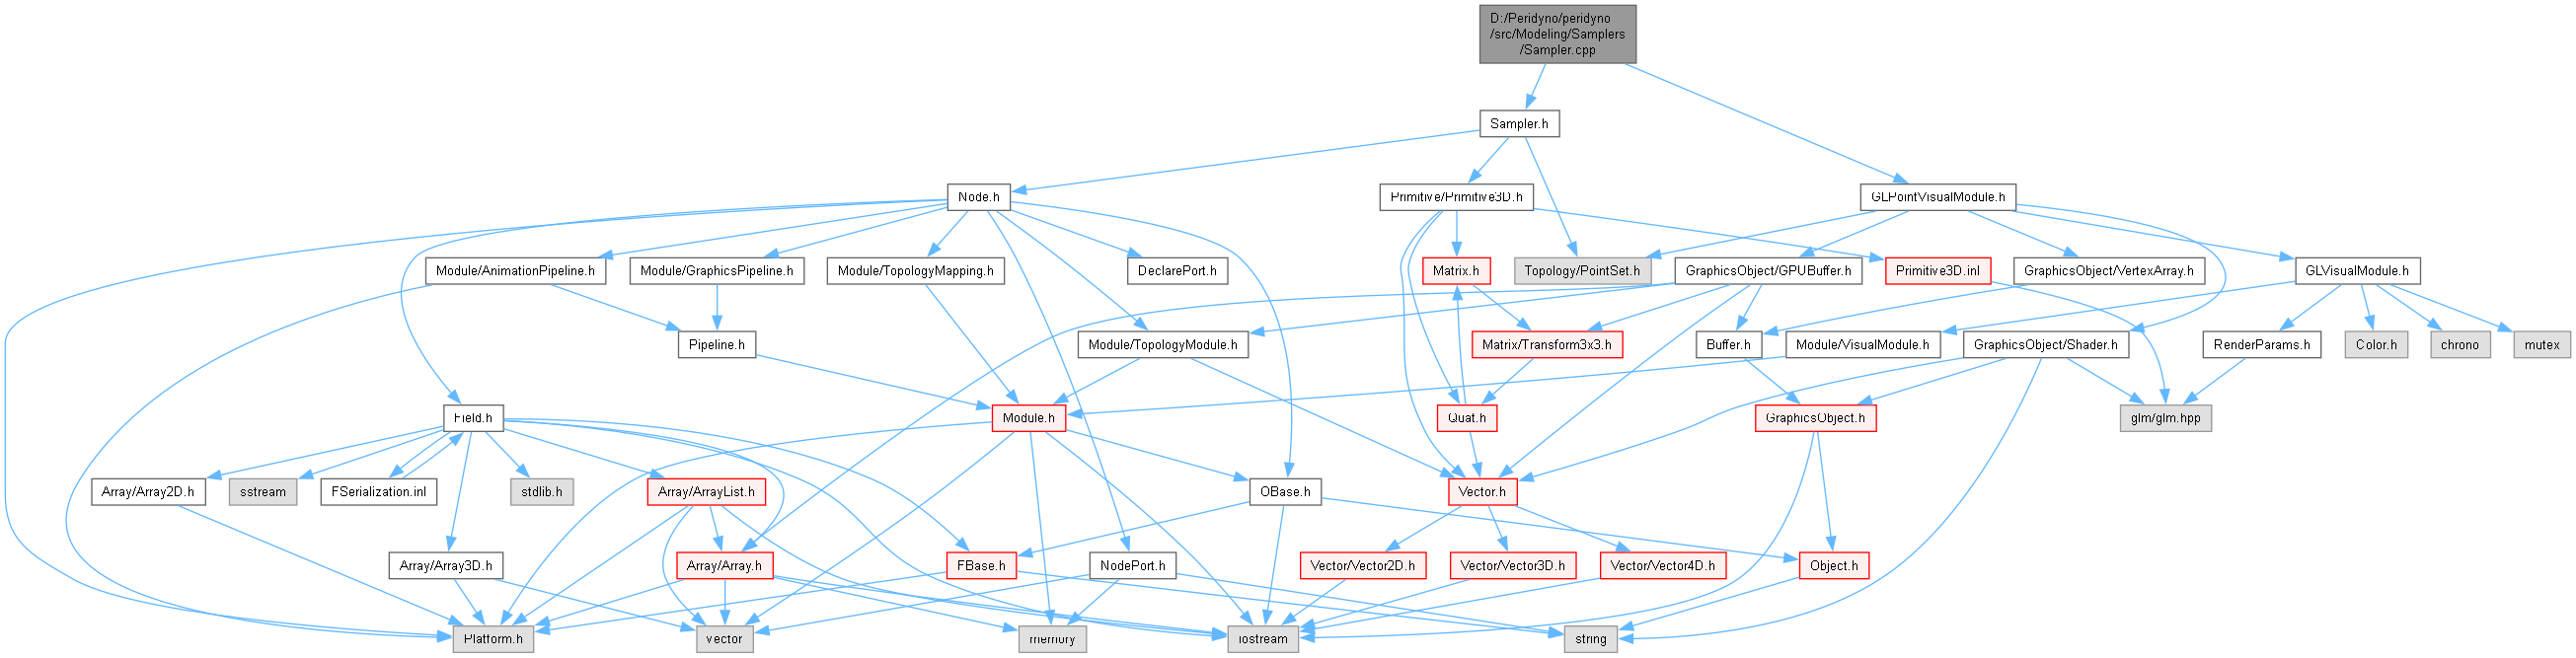 D:/Peridyno/peridyno
/src/Modeling/Samplers
/Sampler.cpp
Sampler.h
Node.h
Primitive/Primitive3D.h
GLPointVisualModule.h
Module/AnimationPipeline.h
Module/GraphicsPipeline.h
Module/TopologyMapping.h
DeclarePort.h
Matrix.h
Topology/PointSet.h
GraphicsObject/GPUBuffer.h
Primitive3D.inl
GraphicsObject/VertexArray.h
GLVisualModule.h
Pipeline.h
Module/TopologyModule.h
Matrix/Transform3x3.h
Buffer.h
Module/VisualModule.h
GraphicsObject/Shader.h
RenderParams.h
Color.h
chrono
mutex
Field.h
Module.h
Quat.h
GraphicsObject.h
glm/glm.hpp
Array/Array2D.h
sstream
FSerialization.inl
stdlib.h
Array/ArrayList.h
OBase.h
Vector.h
Array/Array3D.h
Array/Array.h
FBase.h
NodePort.h
Vector/Vector2D.h
Vector/Vector3D.h
Vector/Vector4D.h
Object.h
Platform.h
vector
memory
iostream
string